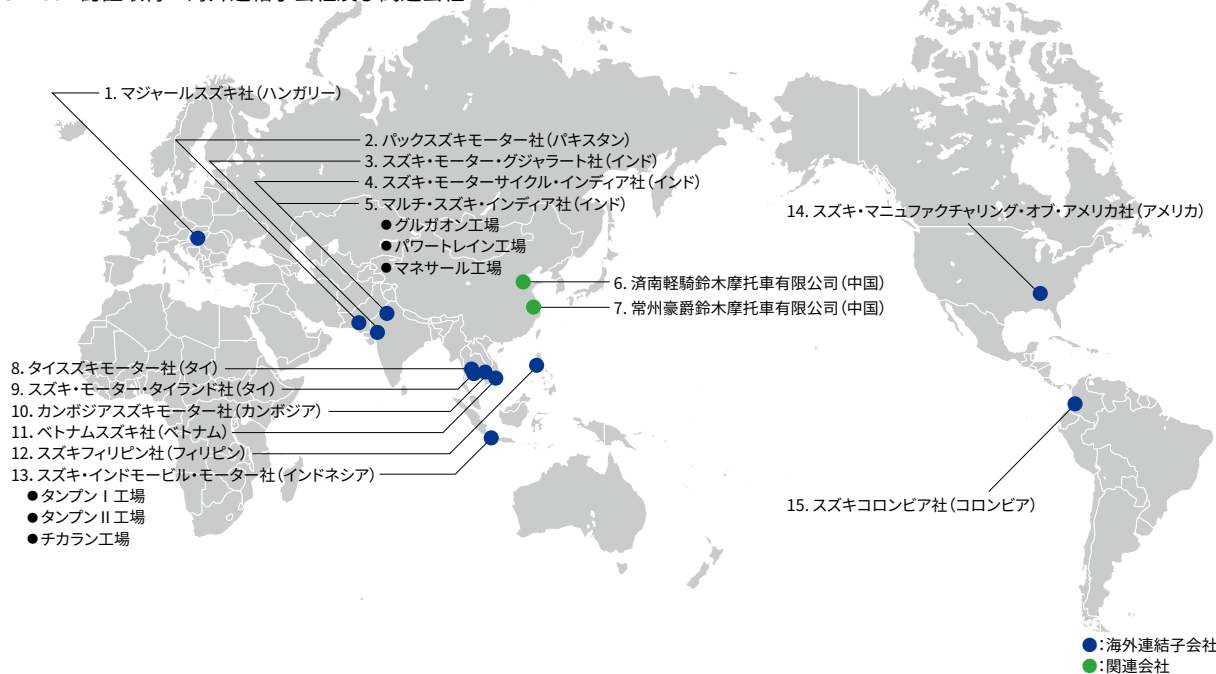 1. マジャールスズキ社(ハンガリー)
2. パックスズキモーター社(パキスタン)
3. スズキ・モーター・グジャラート社(インド)
4. スズキ・モーターサイクル・インディア社(インド)
5. マルチ・スズキ・インディア社(インド)
●グルガオン工場
●パワートレイン工場
●マネサール工場
6. 済南軽騎鈴木摩托車有限公司(中国)
7. 常州豪爵鈴木摩托車有限公司(中国)
8. タイスズキモーター社(タイ)
9. スズキ・モーター・タイランド社(タイ)
10. カンボジアスズキモーター社(カンボジア)
11. ベトナムスズキ社(ベトナム)
12. スズキフィリピン社(フィリピン)
13. スズキ・インドモービル・モーター社(インドネシア)
●タンブンⅠ工場
●タンブンⅡ工場
●チカラン工場
14. スズキ・マニュファクチャリング・オブ・アメリカ社(アメリカ)
15. スズキコロンビア社(コロンビア)
●:海外連結子会社
●:関連会社